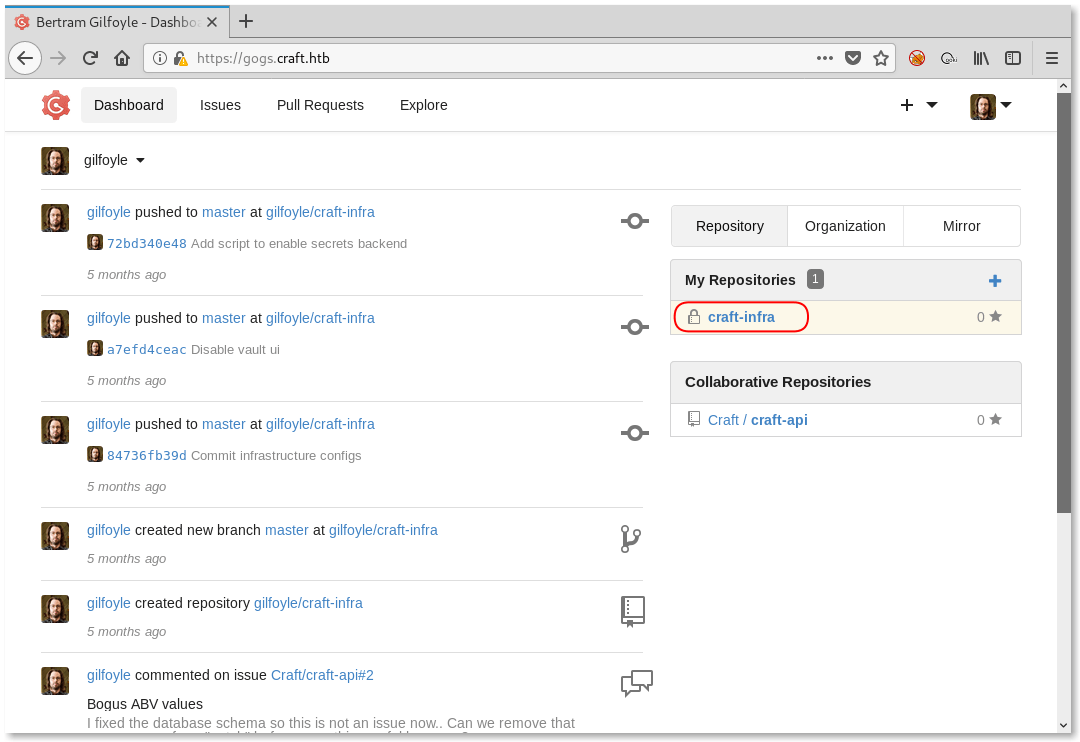 Bertram Gilfoyle - Dashbo
https://gogs.craft.htb
Dashboard
Issues
Pull Requests
Explore
gilfoyle
gilfoyle pushed to master at gilfoyle/craft-infra
72bd340e48 Add script to enable secrets backend
5 months ago
gilfoyle pushed to master at gilfoyle/craft-infra
a7efd4ceac Disable vault ui
5 months ago
gilfoyle pushed to master at gilfoyle/craft-infra
84736fb39d Commit infrastructure configs
5 months ago
gilfoyle created new branch master at gilfoyle/craft-infra
5 months ago
gilfoyle created repository gilfoyle/craft-infra
5 months ago
gilfoyle commented on issue Craft/craft-api#2
Bogus ABV values
I fixed the database schema so this is not an issue now.. Can we remove that
Repository
Organization
Mirror
My Repositories 1
craft-infra 0
Collaborative Repositories
Craft / craft-api 0